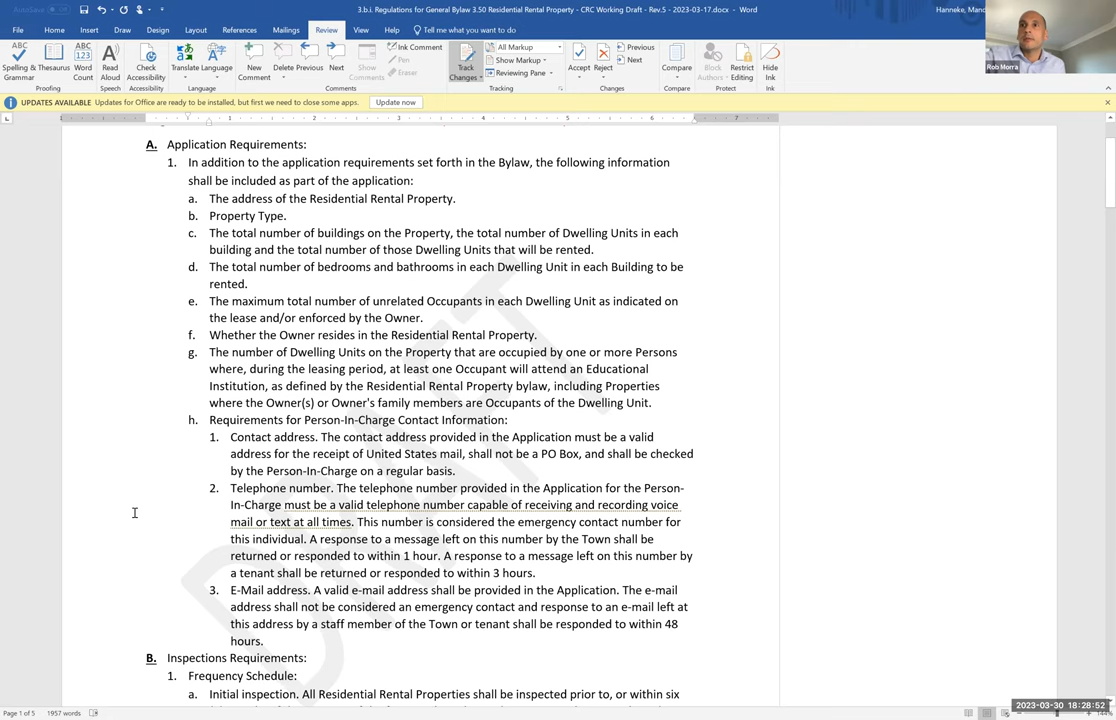 AutoSave
3.b.i. Regulations for General Bylaw 3.50 Residential Rental Property - CRC Working Draft - Rev.5 - 2023-03-17.docx - Word
Hanneke, Mand
File Home Insert Draw Design Layout References Mailings Review View Help Tell me what you want to do
Spelling & Grammar
Thesaurus
Word Count
Read Aloud
Check Accessibility
Translate
Language
New Comment
Delete
Previous
Next
Show Comments
Ink Comment
Pen
Eraser
Track Changes
All Markup
Show Markup
Reviewing Pane
Accept
Reject
Previous
Next
Compare
Block Authors
Restrict Editing
Hide Ink
Proofing Speech Accessibility Language Comments Tracking Changes Compare Protect Ink
Rob Morra
UPDATES AVAILABLE Updates for Office are ready to be installed, but first we need to close some apps. Update now
1 1 2 3 4 5 6 7
A. Application Requirements:
1. In addition to the application requirements set forth in the Bylaw, the following information
shall be included as part of the application:
a. The address of the Residential Rental Property.
b. Property Type.
c. The total number of buildings on the Property, the total number of Dwelling Units in each
building and the total number of those Dwelling Units that will be rented.
d. The total number of bedrooms and bathrooms in each Dwelling Unit in each Building to be
rented.
e. The maximum total number of unrelated Occupants in each Dwelling Unit as indicated on
the lease and/or enforced by the Owner.
f. Whether the Owner resides in the Residential Rental Property.
g. The number of Dwelling Units on the Property that are occupied by one or more Persons
where, during the leasing period, at least one Occupant will attend an Educational
Institution, as defined by the Residential Rental Property bylaw, including Properties
where the Owner(s) or Owner's family members are Occupants of the Dwelling Unit.
h. Requirements for Person-In-Charge Contact Information:
1. Contact address. The contact address provided in the Application must be a valid
address for the receipt of United States mail, shall not be a PO Box, and shall be checked
by the Person-In-Charge on a regular basis.
2. Telephone number. The telephone number provided in the Application for the Person-
In-Charge must be a valid telephone number capable of receiving and recording voice
mail or text at all times. This number is considered the emergency contact number for
this individual. A response to a message left on this number by the Town shall be
returned or responded to within 1 hour. A response to a message left on this number by
a tenant shall be returned or responded to within 3 hours.
3. E-Mail address. A valid e-mail address shall be provided in the Application. The e-mail
address shall not be considered an emergency contact and response to an e-mail left at
this address by a staff member of the Town or tenant shall be responded to within 48
hours.
B. Inspections Requirements:
1. Frequency Schedule:
a. Initial inspection. All Residential Rental Properties shall be inspected prior to, or within six
DRAFT
Page 1 of 5 1957 words
2023-03-30 18:28:52